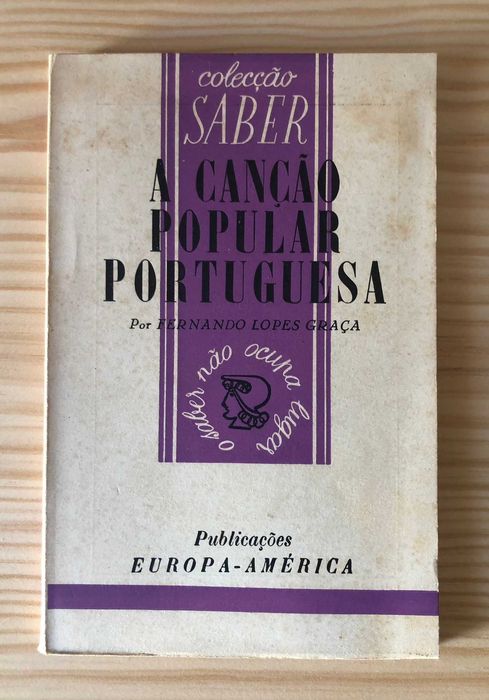 colecção
SABER
A CANÇÃO
POPULAR
PORTUGUESA
Por FERNANDO LOPES GRAÇA
o saber não ocupa lugar
Publicações
EUROPA-AMÉRICA